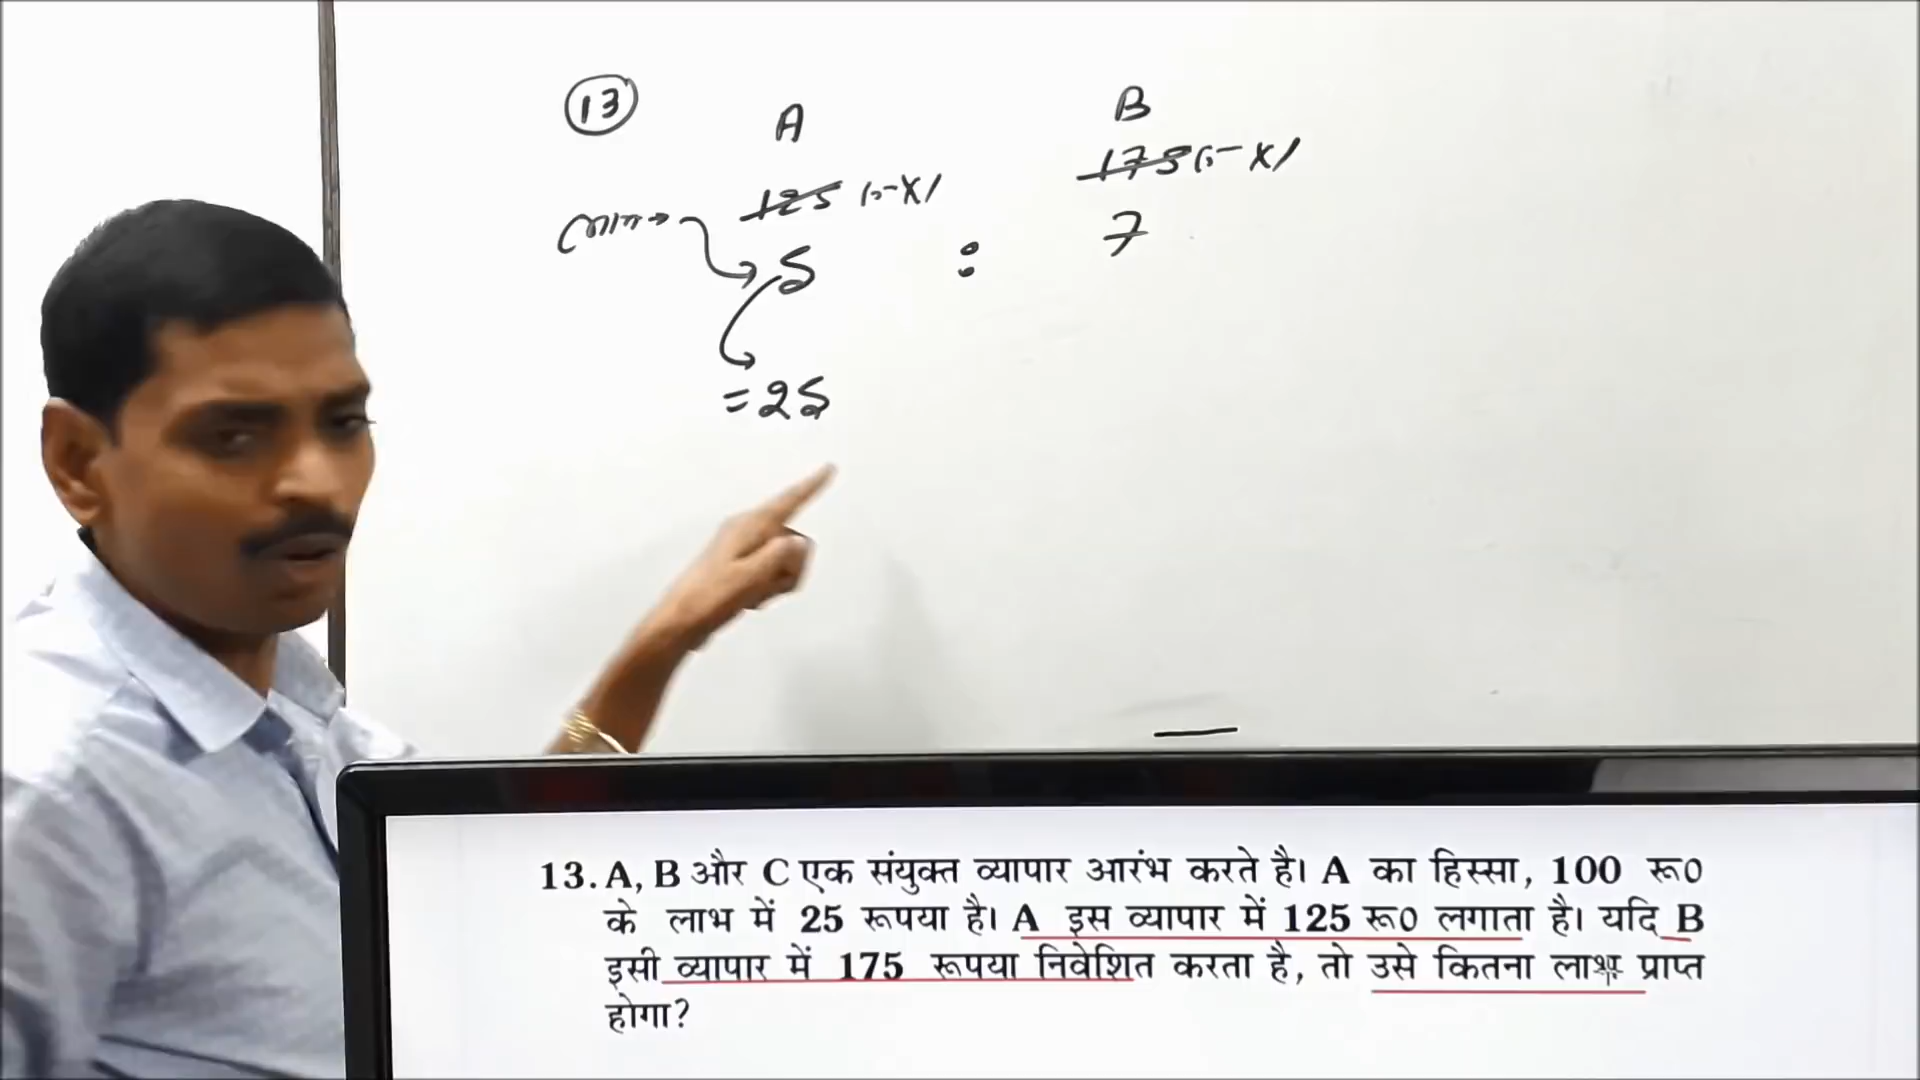 13
A B
125 175
5 : 7
= 25
13. A, B और C एक संयुक्त व्यापार आरंभ करते है। A का हिस्सा, 100 रू0
के लाभ में 25 रूपया है। A इस व्यापार में 125 रू0 लगाता है। यदि B
इसी व्यापार में 175 रूपया निवेशित करता है, तो उसे कितना लाभ प्राप्त
होगा?